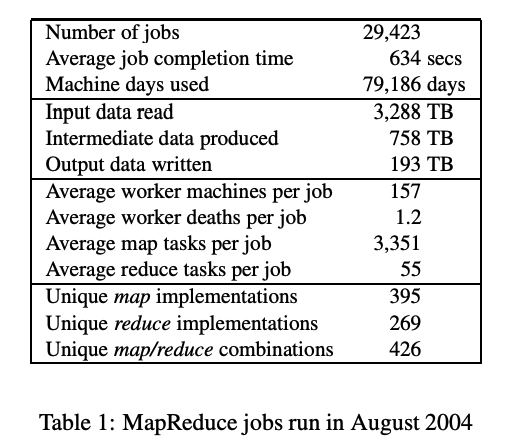 Number of jobs 29,423
Average job completion time 634 secs
Machine days used 79,186 days
Input data read 3,288 TB
Intermediate data produced 758 TB
Output data written 193 TB
Average worker machines per job 157
Average worker deaths per job 1.2
Average map tasks per job 3,351
Average reduce tasks per job 55
Unique map implementations 395
Unique reduce implementations 269
Unique map/reduce combinations 426
Table 1: MapReduce jobs run in August 2004